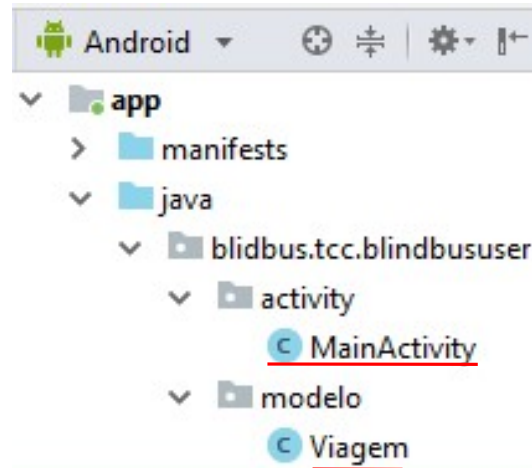 Android
app
manifests
java
blidbus.tcc.blindbususer
activity
C MainActivity
modelo
C Viagem